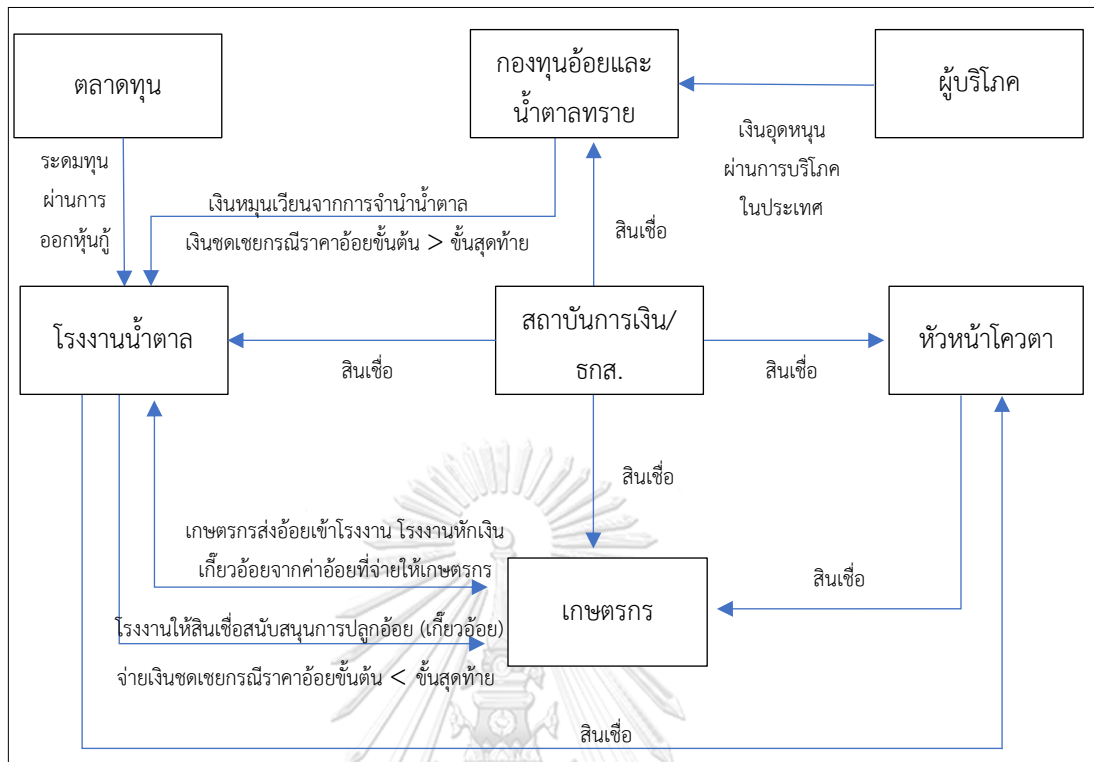 ตลาดทุน
กองทุนอ้อยและ
น้ำตาลทราย
ผู้บริโภค
ระดมทุน
ผ่านการ
ออกหุ้นกู้
เงินหมุนเวียนจากการจำนำน้ำตาล
เงินชดเชยกรณีราคาอ้อยขั้นต้น > ขั้นสุดท้าย
สินเชื่อ
เงินอุดหนุน
ผ่านการบริโภค
ในประเทศ
โรงงานน้ำตาล
สถาบันการเงิน/
ธกส.
หัวหน้าโควตา
สินเชื่อ
สินเชื่อ
สินเชื่อ
เกษตรกรส่งอ้อยเข้าโรงงาน โรงงานหักเงิน
เกี๊ยวอ้อยจากค่าอ้อยที่จ่ายให้เกษตรกร
สินเชื่อ
เกษตรกร
โรงงานให้สินเชื่อสนับสนุนการปลูกอ้อย (เกี๊ยวอ้อย)
จ่ายเงินชดเชยกรณีราคาอ้อยขั้นต้น < ขั้นสุดท้าย
สินเชื่อ